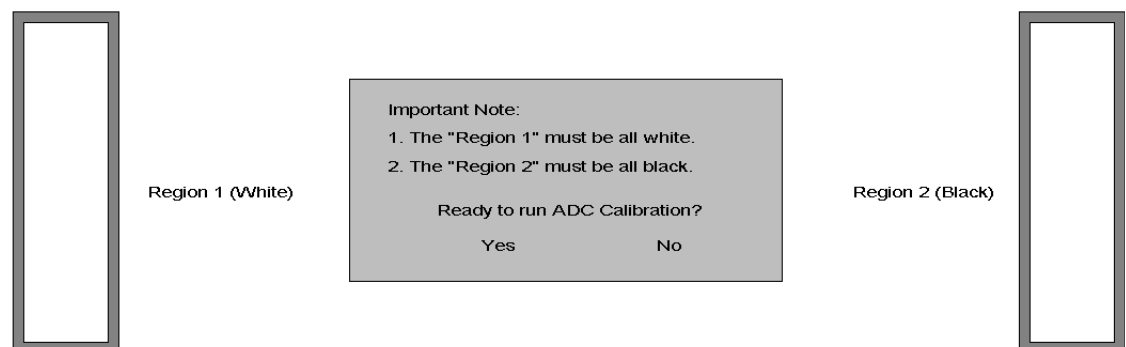 Important Note:
1. The "Region 1" must be all white.
2. The "Region 2" must be all black.
Region 1 (White)
Region 2 (Black)
Ready to run ADC Calibration?
Yes No